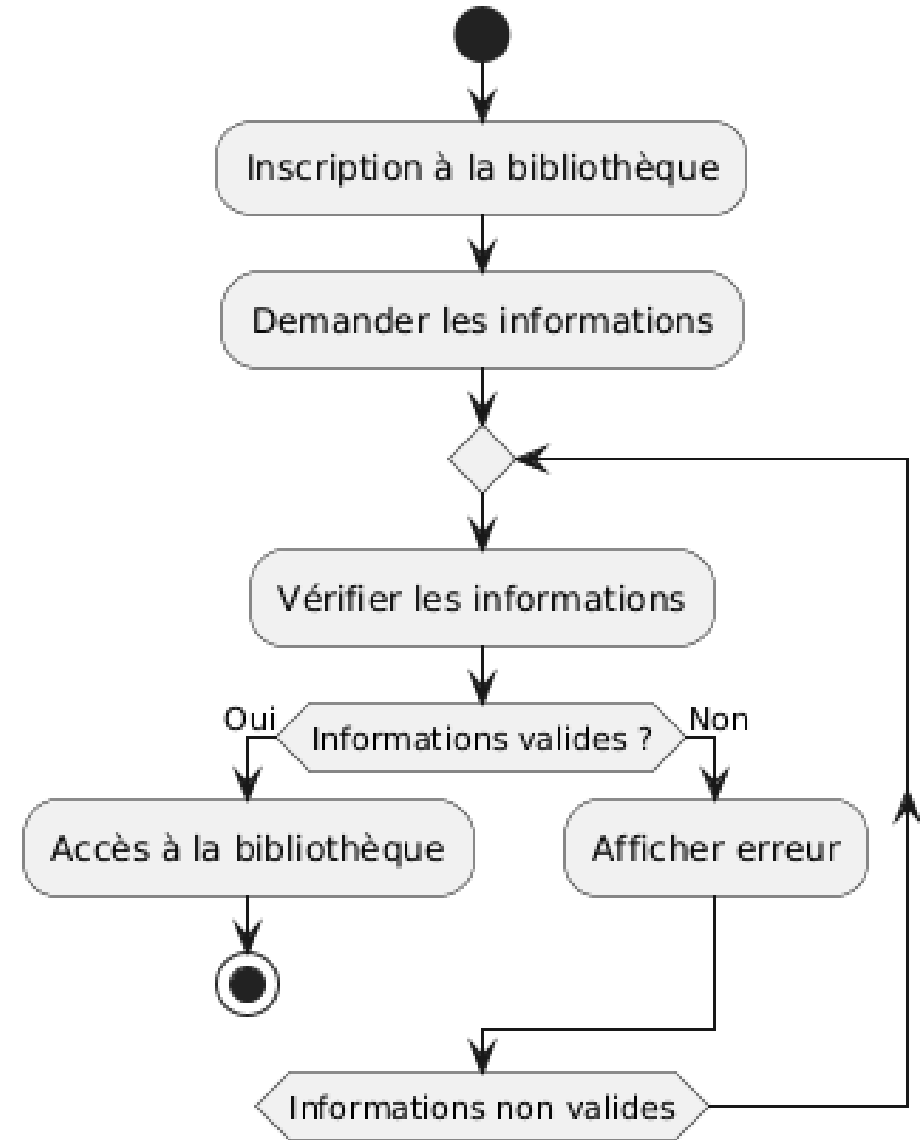 Inscription à la bibliothèque
Demander les informations
Vérifier les informations
Oui
Informations valides ?
Non
Accès à la bibliothèque
Afficher erreur
Informations non valides